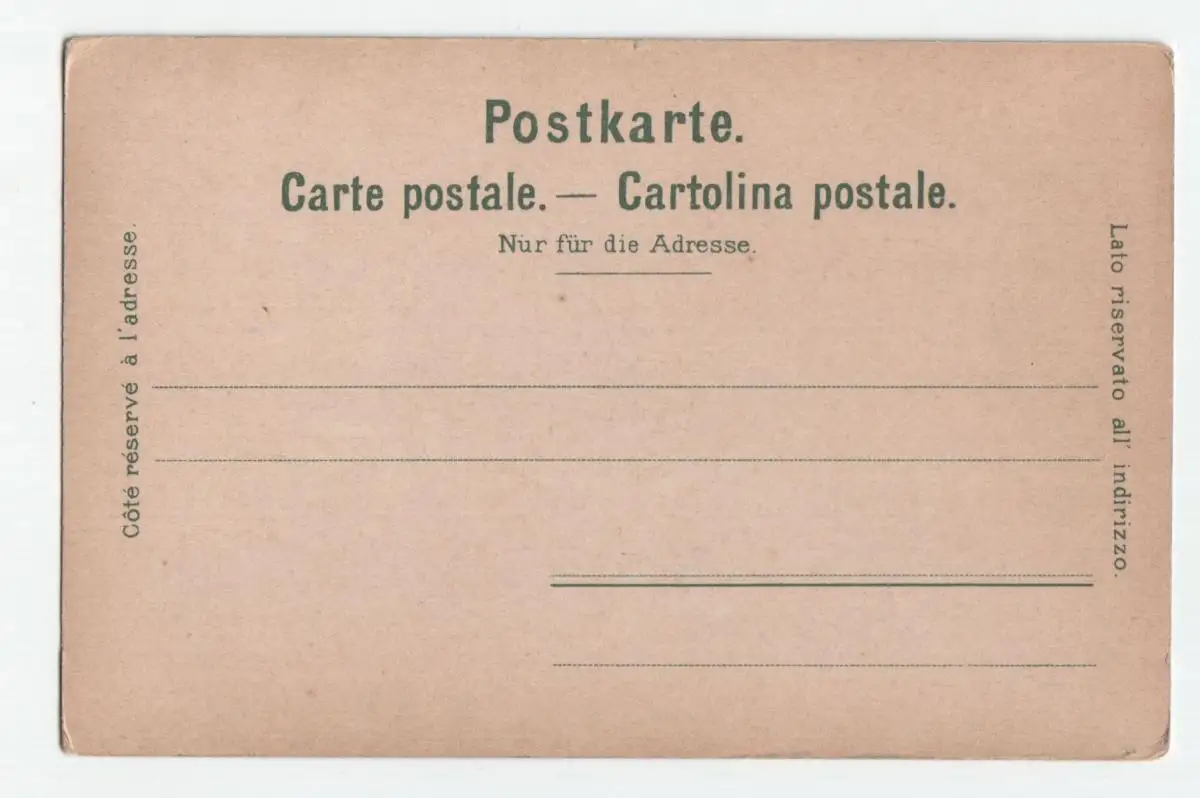 Postkarte.
Carte postale. — Cartolina postale.
Nur für die Adresse.
Côté réservé à l'adresse.
Lato riservato all' indirizzo.